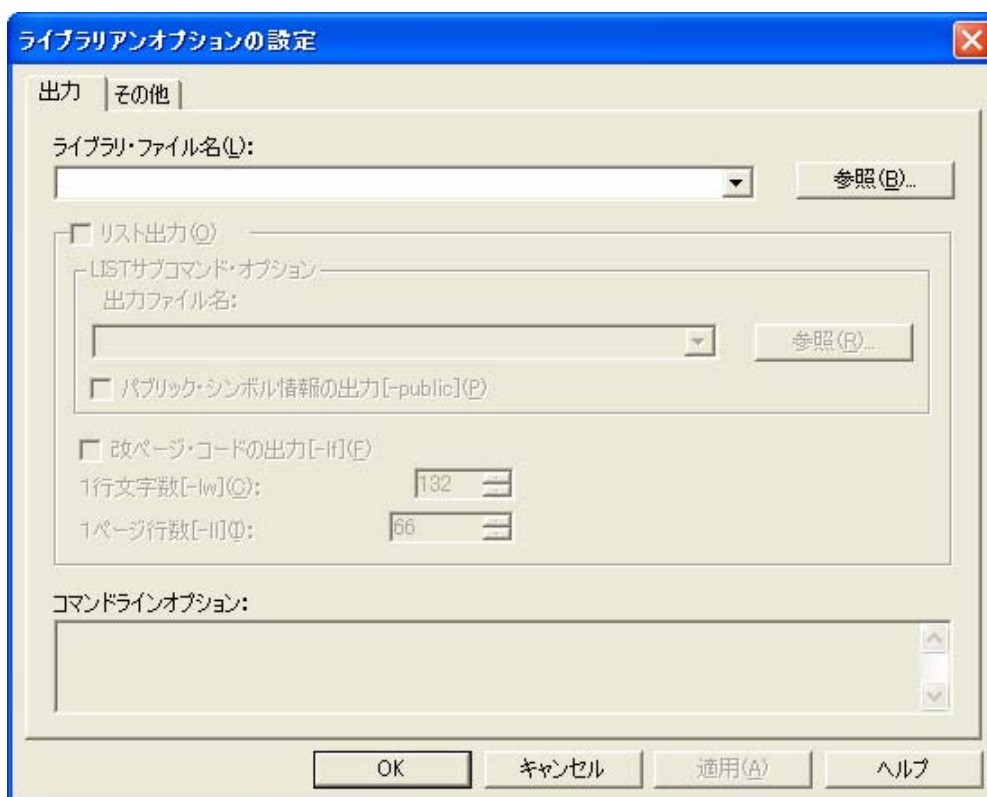 ライブラリアンオプションの設定
出力 その他
ライブラリ・ファイル名(L):
参照(B)...
リスト出力(O)
LISTサブコマンド・オプション
出力ファイル名:
参照(R)...
パブリック・シンボル情報の出力[-public](P)
改ページ・コードの出力[-lf](F)
1行文字数[-lw](C): 132
1ページ行数[-ll](I): 66
コマンドラインオプション:
OK キャンセル 適用(A) ヘルプ